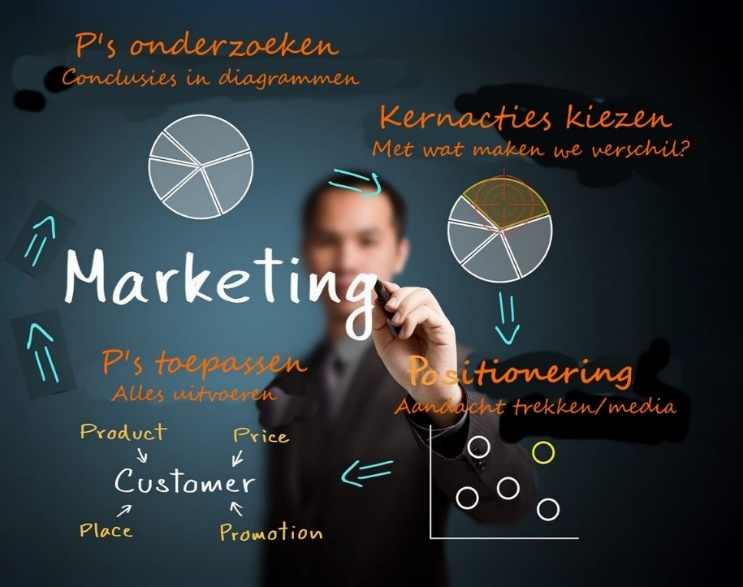 P's onderzoeken
Conclusies in diagrammen
Kernacties kiezen
Met wat maken we verschil?
Marketing
P's toepassen
Alles uitvoeren
Positionering
Aandacht trekken/media
Product
Price
Customer
Place
Promotion